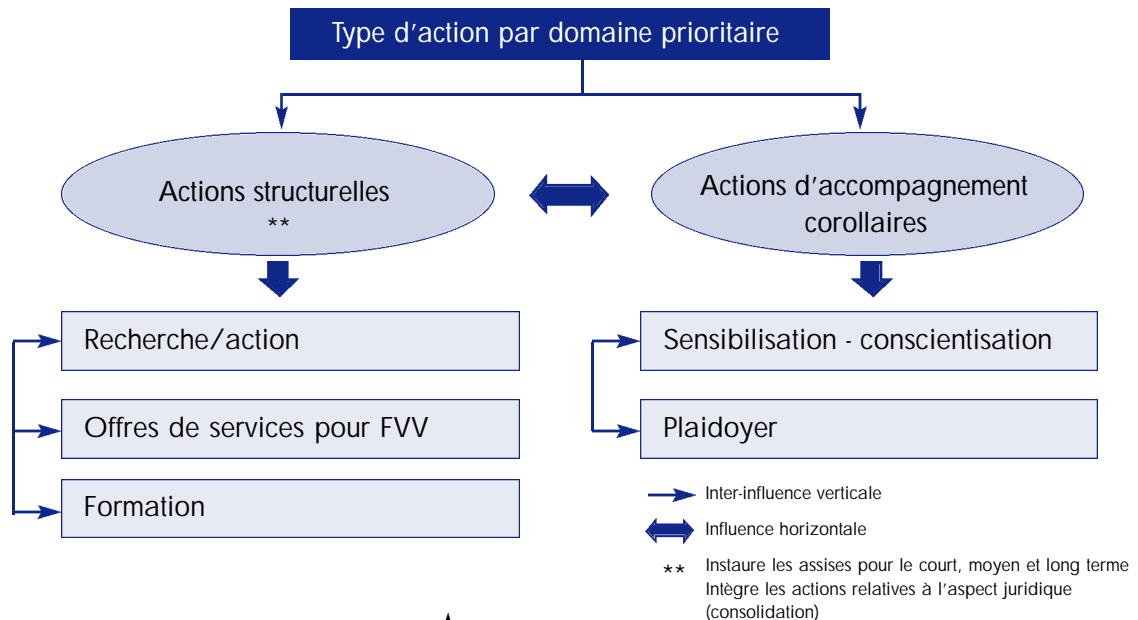 Type d'action par domaine prioritaire
Actions structurelles
**
Actions d'accompagnement
corollaires
Recherche/action
Offres de services pour FVV
Formation
Sensibilisation - conscientisation
Plaidoyer
Inter-influence verticale
Influence horizontale
** Instaure les assises pour le court, moyen et long terme
Intègre les actions relatives à l'aspect juridique
(consolidation)